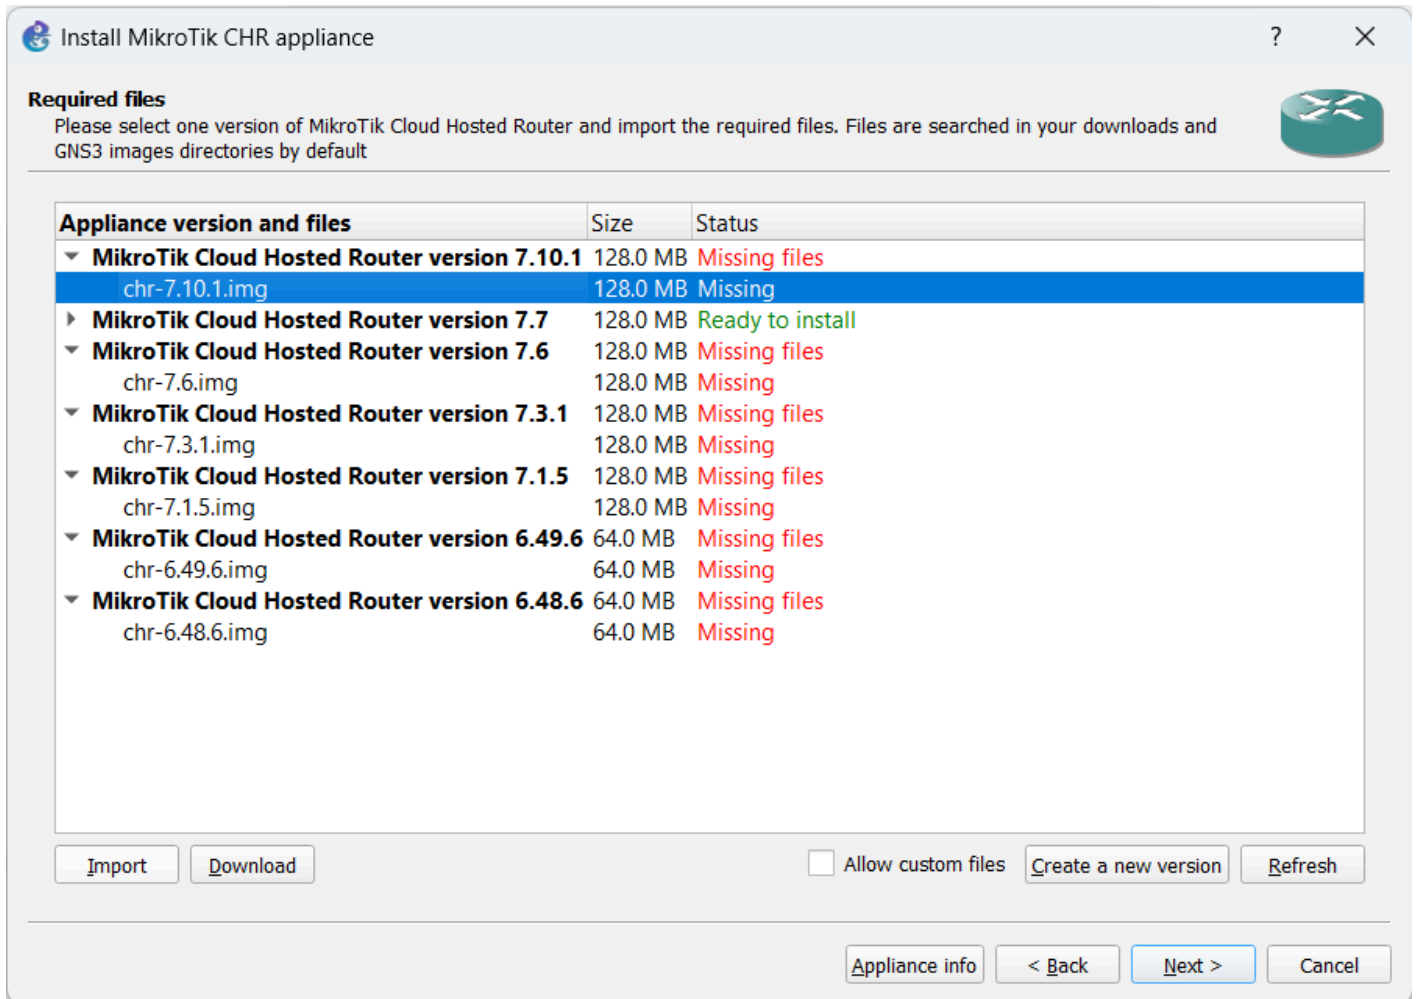 Install MikroTik CHR appliance
?
Required files
Please select one version of MikroTik Cloud Hosted Router and import the required files. Files are searched in your downloads and
GNS3 images directories by default
Appliance version and files Size Status
MikroTik Cloud Hosted Router version 7.10.1 128.0 MB Missing files
chr-7.10.1.img 128.0 MB Missing
MikroTik Cloud Hosted Router version 7.7 128.0 MB Ready to install
MikroTik Cloud Hosted Router version 7.6 128.0 MB Missing files
chr-7.6.img 128.0 MB Missing
MikroTik Cloud Hosted Router version 7.3.1 128.0 MB Missing files
chr-7.3.1.img 128.0 MB Missing
MikroTik Cloud Hosted Router version 7.1.5 128.0 MB Missing files
chr-7.1.5.img 128.0 MB Missing
MikroTik Cloud Hosted Router version 6.49.6 64.0 MB Missing files
chr-6.49.6.img 64.0 MB Missing
MikroTik Cloud Hosted Router version 6.48.6 64.0 MB Missing files
chr-6.48.6.img 64.0 MB Missing
Import Download Allow custom files Create a new version Refresh
Appliance info < Back Next > Cancel